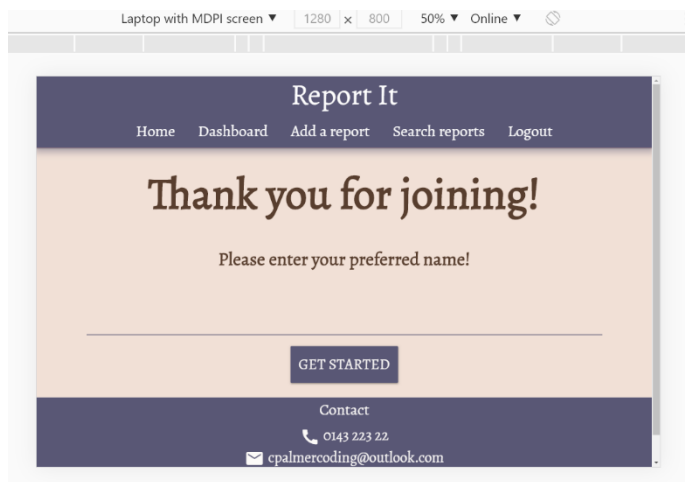 Laptop with MDPI screen ▼ 1280 x 800 50% ▼ Online ▼
Report It
Home Dashboard Add a report Search reports Logout
Thank you for joining!
Please enter your preferred name!
GET STARTED
Contact
0143 223 22
cpalmercoding@outlook.com